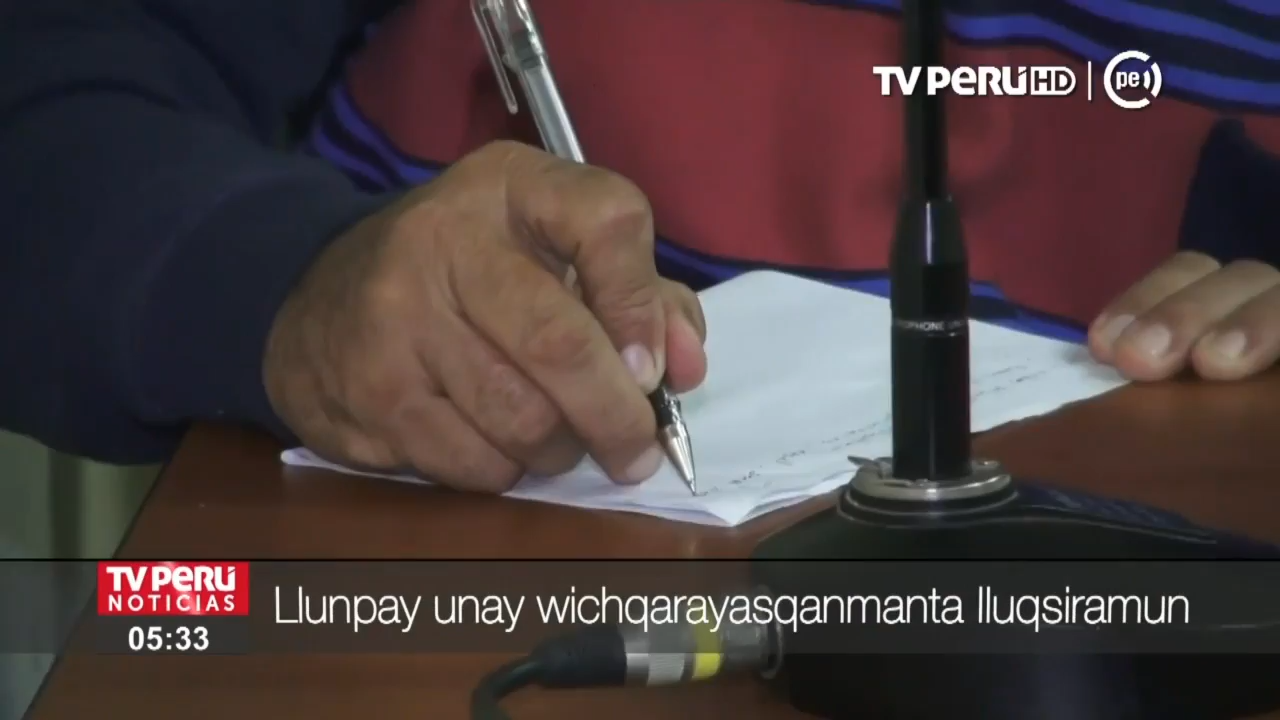 TV PERÚ HD pe
TV PERÚ
NOTICIAS
05:33
Llunpay unay wichqarayasqanmanta lluqsiramun